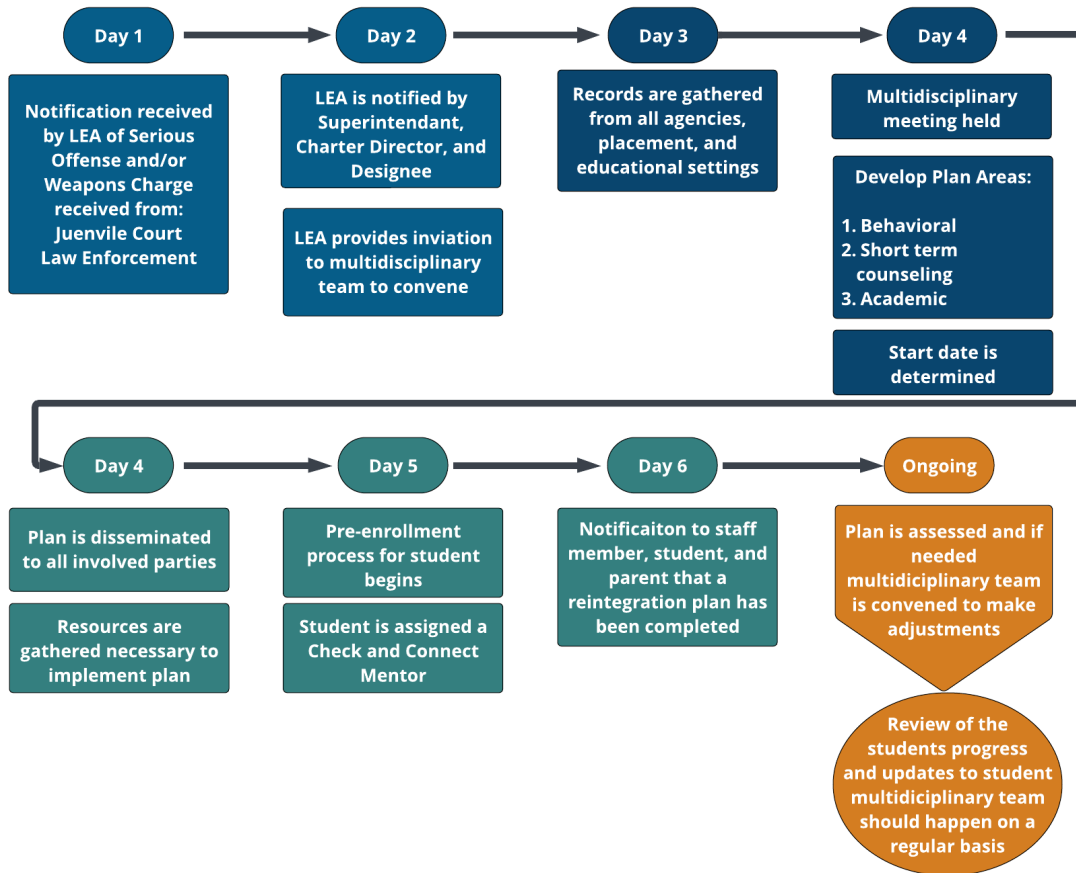 Day 1
Notification received
by LEA of Serious
Offense and/or
Weapons Charge
received from:
Juenvile Court
Law Enforcement
Day 2
LEA is notified by
Superintendant,
Charter Director, and
Designee
LEA provides inviation
to multidisciplinary
team to convene
Day 3
Records are gathered
from all agencies,
placement, and
educational settings
Day 4
Multidisciplinary
meeting held
Develop Plan Areas:
1. Behavioral
2. Short term
counseling
3. Academic
Start date is
determined
Day 4
Plan is disseminated
to all involved parties
Resources are
gathered necessary to
implement plan
Day 5
Pre-enrollment
process for student
begins
Student is assigned a
Check and Connect
Mentor
Day 6
Notificaiton to staff
member, student, and
parent that a
reintegration plan has
been completed
Ongoing
Plan is assessed and if
needed
multidiciplinary team
is convened to make
adjustments
Review of the
students progress
and updates to student
multidiciplinary team
should happen on a
regular basis